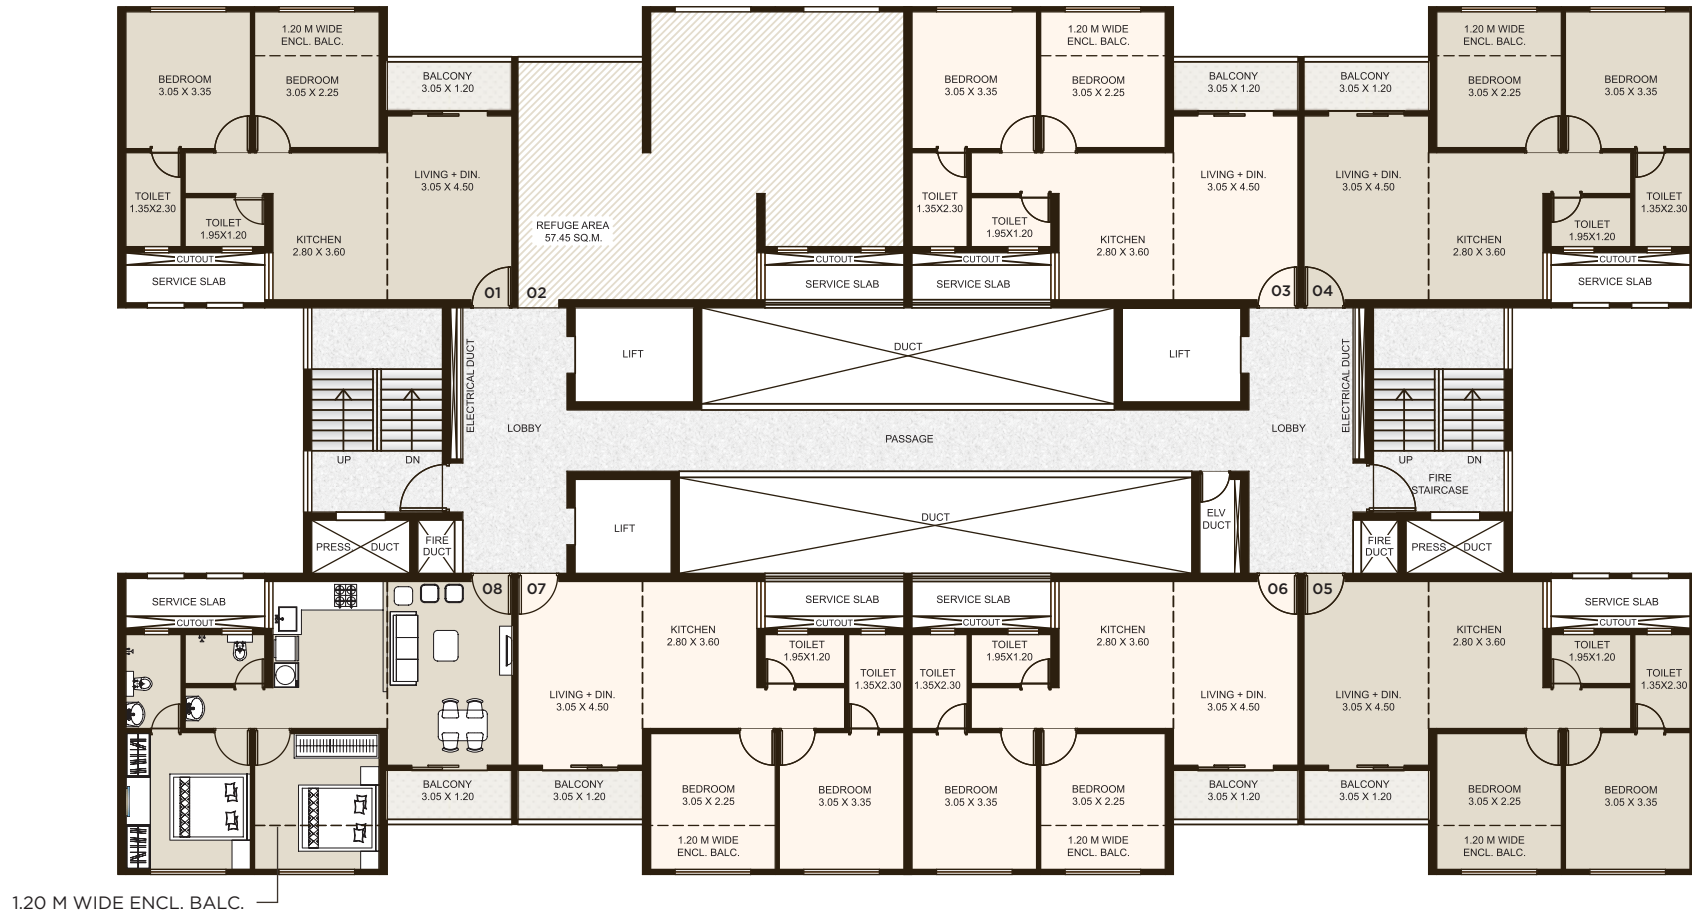 1.20 M WIDE
ENCL. BALC.
BEDROOM
3.05 X 3.35
BEDROOM
3.05 X 2.25
BALCONY
3.05 X 1.20
LIVING + DIN.
3.05 X 4.50
TOILET
1.35X2.30
TOILET
1.95X1.20
KITCHEN
2.80 X 3.60
CUTOUT
SERVICE SLAB
01
02
REFUGE AREA
57.45 SQ.M.
CUTOUT
SERVICE SLAB
1.20 M WIDE
ENCL. BALC.
BEDROOM
3.05 X 3.35
BEDROOM
3.05 X 2.25
BALCONY
3.05 X 1.20
LIVING + DIN.
3.05 X 4.50
TOILET
1.35X2.30
TOILET
1.95X1.20
KITCHEN
2.80 X 3.60
CUTOUT
SERVICE SLAB
03
04
BALCONY
3.05 X 1.20
1.20 M WIDE
ENCL. BALC.
BEDROOM
3.05 X 2.25
BEDROOM
3.05 X 3.35
LIVING + DIN.
3.05 X 4.50
TOILET
1.35X2.30
TOILET
1.95X1.20
KITCHEN
2.80 X 3.60
CUTOUT
SERVICE SLAB
UP
DN
ELECTRICAL DUCT
LOBBY
LIFT
DUCT
LIFT
PASSAGE
LOBBY
ELECTRICAL DUCT
UP
DN
FIRE
STAIRCASE
PRESS. DUCT
FIRE
DUCT
LIFT
DUCT
ELV
DUCT
FIRE
DUCT
PRESS. DUCT
SERVICE SLAB
CUTOUT
08
07
BALCONY
3.05 X 1.20
1.20 M WIDE ENCL. BALC.
SERVICE SLAB
CUTOUT
KITCHEN
2.80 X 3.60
TOILET
1.95X1.20
TOILET
1.35X2.30
LIVING + DIN.
3.05 X 4.50
BALCONY
3.05 X 1.20
BEDROOM
3.05 X 2.25
BEDROOM
3.05 X 3.35
1.20 M WIDE
ENCL. BALC.
SERVICE SLAB
CUTOUT
06
05
KITCHEN
2.80 X 3.60
TOILET
1.95X1.20
TOILET
1.35X2.30
LIVING + DIN.
3.05 X 4.50
BEDROOM
3.05 X 3.35
BEDROOM
3.05 X 2.25
BALCONY
3.05 X 1.20
1.20 M WIDE
ENCL. BALC.
SERVICE SLAB
CUTOUT
KITCHEN
2.80 X 3.60
TOILET
1.95X1.20
TOILET
1.35X2.30
LIVING + DIN.
3.05 X 4.50
BALCONY
3.05 X 1.20
BEDROOM
3.05 X 2.25
BEDROOM
3.05 X 3.35
1.20 M WIDE
ENCL. BALC.